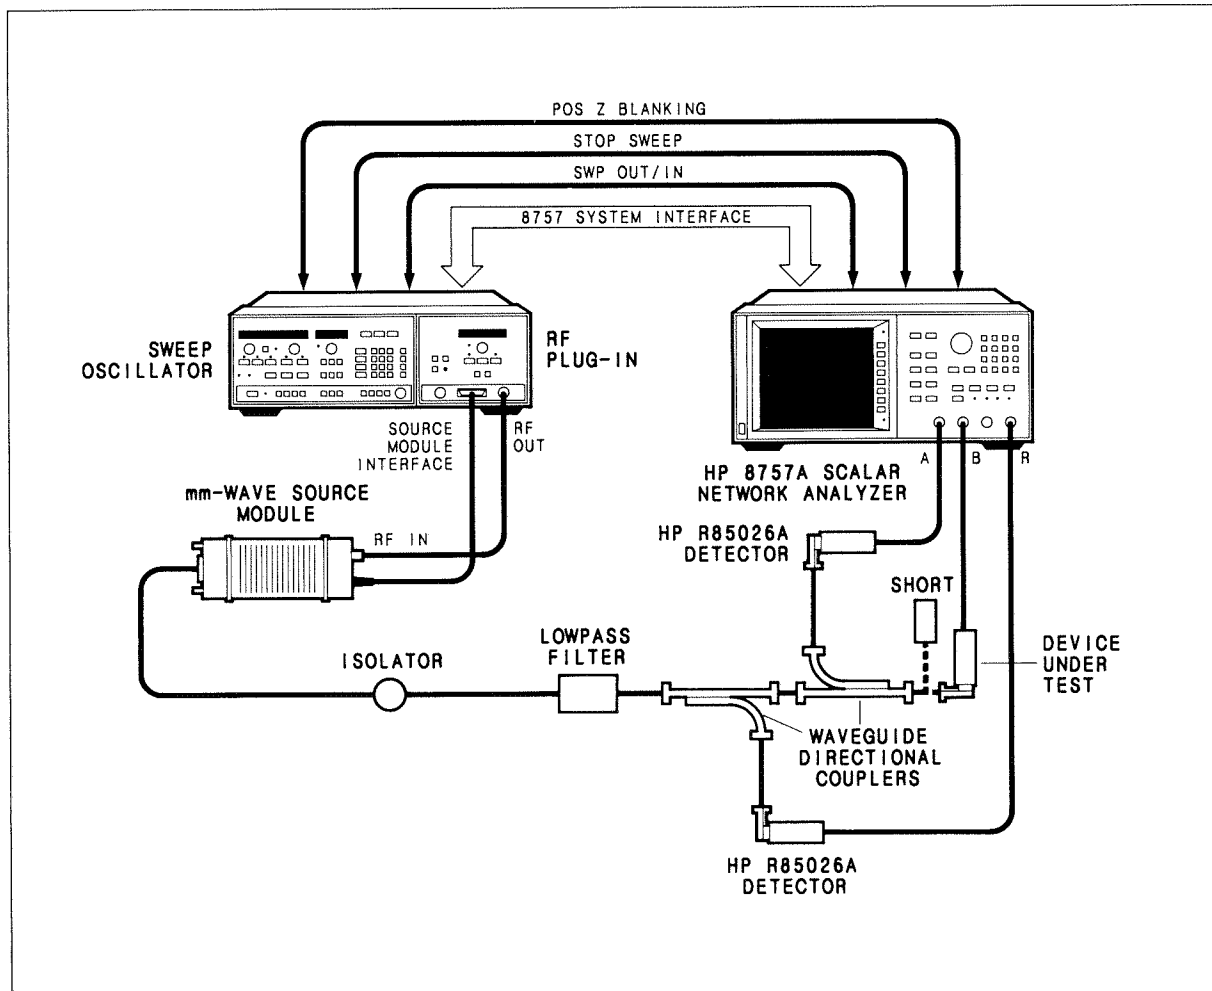 POS Z BLANKING
STOP SWEEP
SWP OUT/IN
8757 SYSTEM INTERFACE
SWEEP
OSCILLATOR
RF
PLUG-IN
SOURCE
MODULE
INTERFACE
RF
OUT
A
B
R
HP 8757A SCALAR
NETWORK ANALYZER
mm-WAVE SOURCE
MODULE
RF IN
HP R85026A
DETECTOR
SHORT
ISOLATOR
LOWPASS
FILTER
DEVICE
UNDER
TEST
WAVEGUIDE
DIRECTIONAL
COUPLERS
HP R85026A
DETECTOR